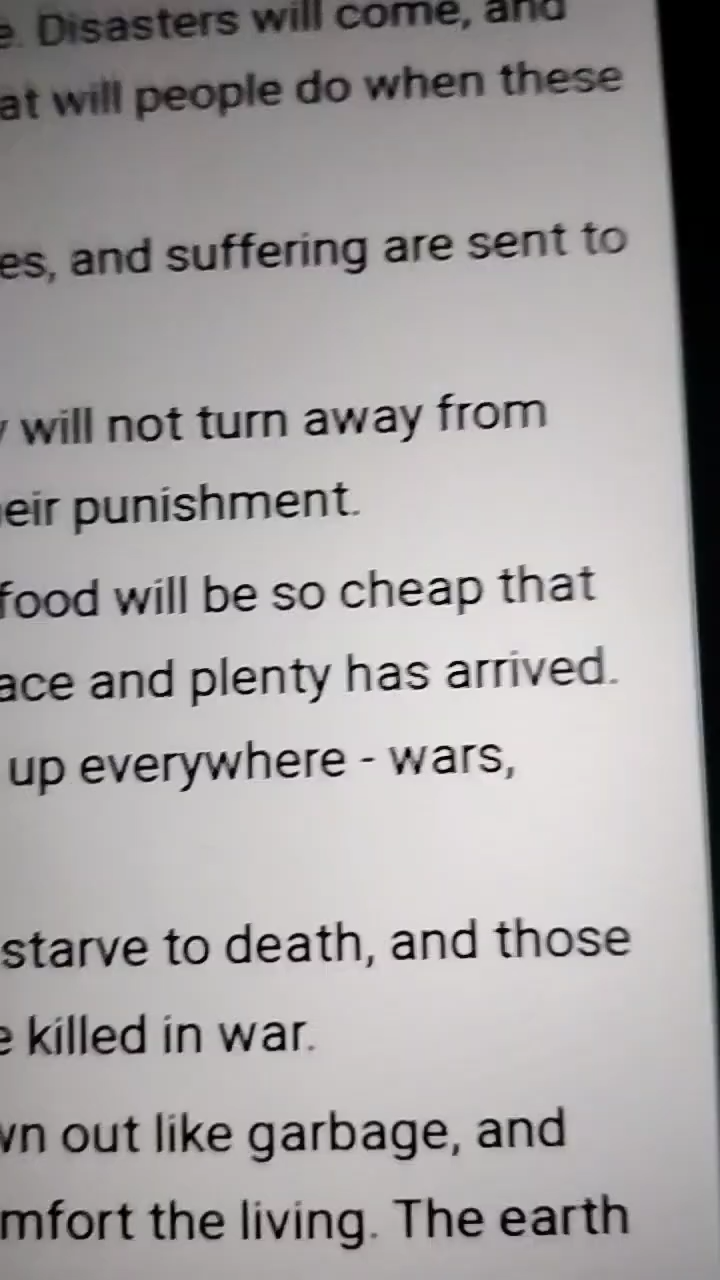 e. Disasters will come, and
at will people do when these
es, and suffering are sent to
y will not turn away from
eir punishment.
food will be so cheap that
ace and plenty has arrived.
up everywhere - wars,
starve to death, and those
e killed in war.
wn out like garbage, and
mfort the living. The earth